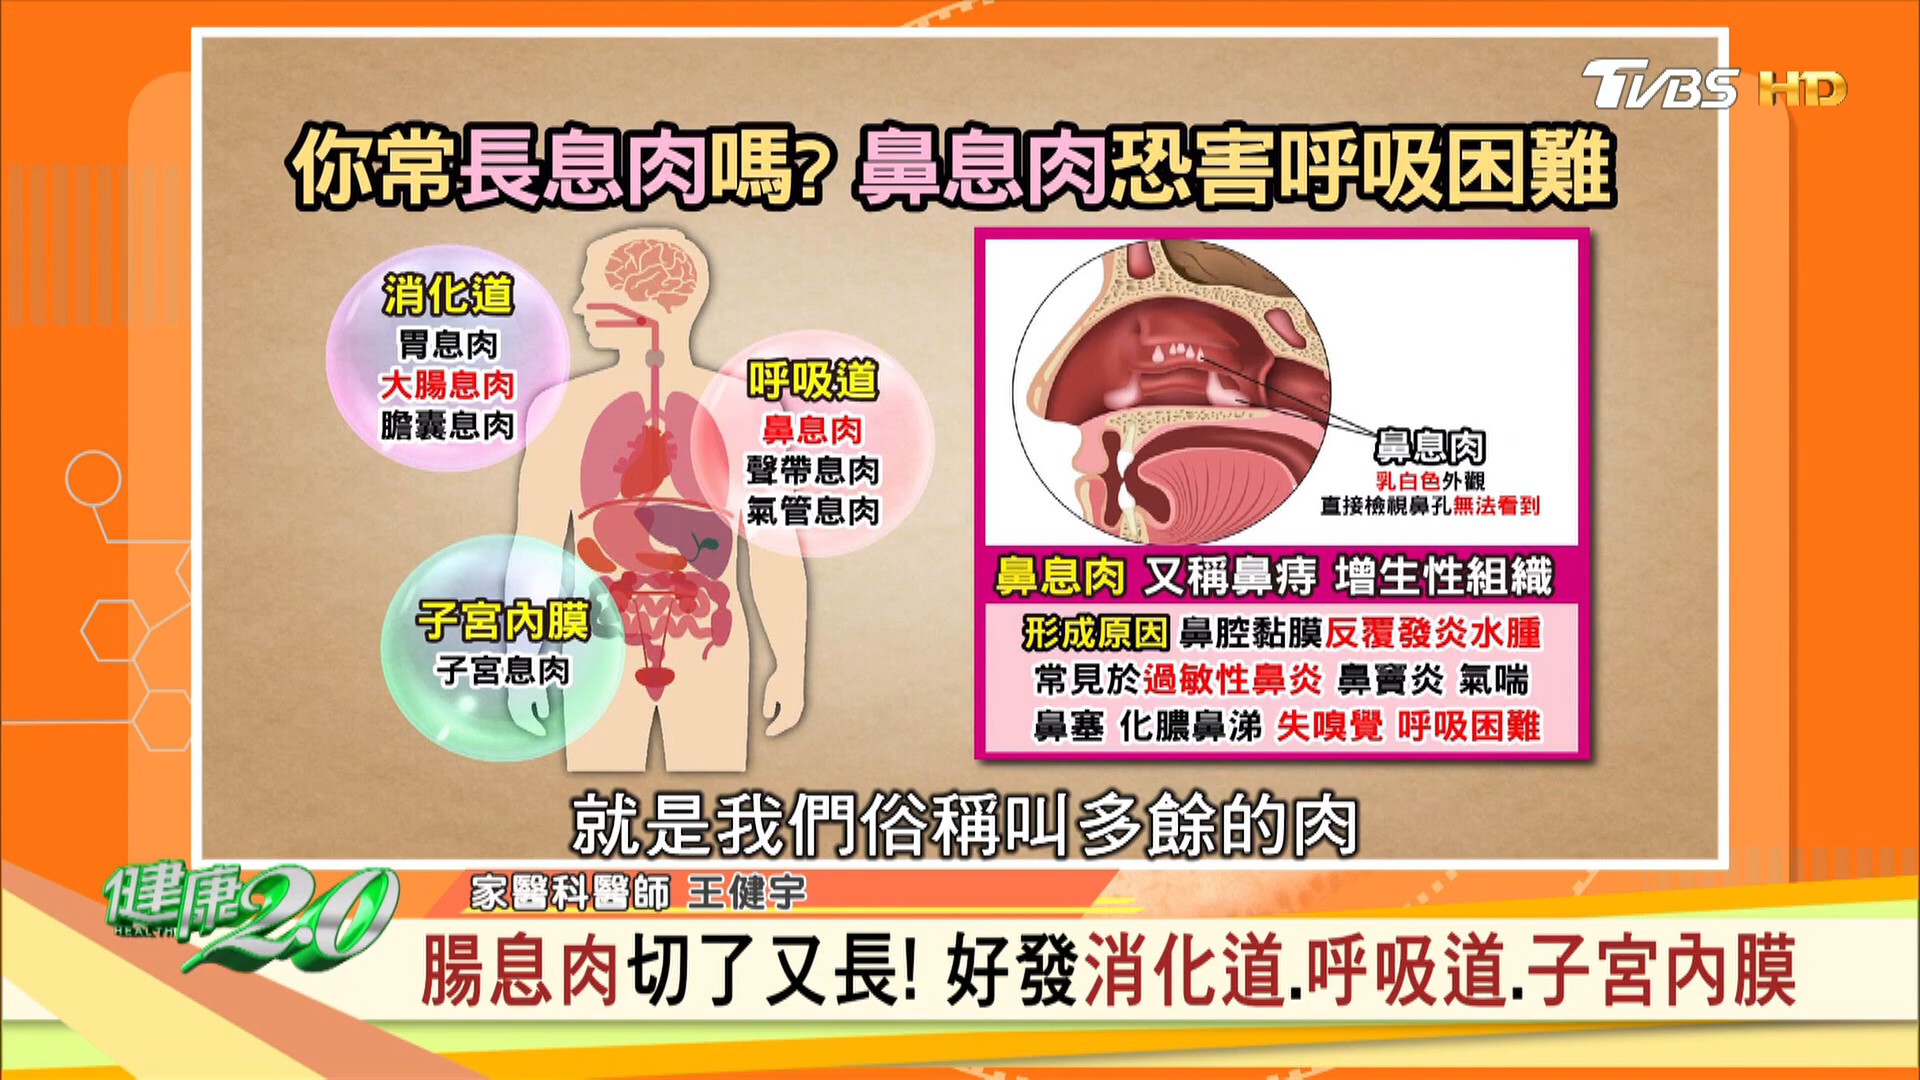 TVBS HD
你常長息肉嗎? 鼻息肉恐害呼吸困難
消化道
胃息肉
大腸息肉
膽囊息肉
呼吸道
鼻息肉
聲帶息肉
氣管息肉
子宮內膜
子宮息肉
鼻息肉
乳白色外觀
直接檢視鼻孔無法看到
鼻息肉 又稱鼻痔 增生性組織
形成原因 鼻腔黏膜反覆發炎水腫
常見於過敏性鼻炎 鼻竇炎 氣喘
鼻塞 化膿鼻涕 失嗅覺 呼吸困難
就是我們俗稱叫多餘的肉
健康2.0
HEALTH
家醫科醫師 王健宇
腸息肉切了又長! 好發消化道.呼吸道.子宮內膜